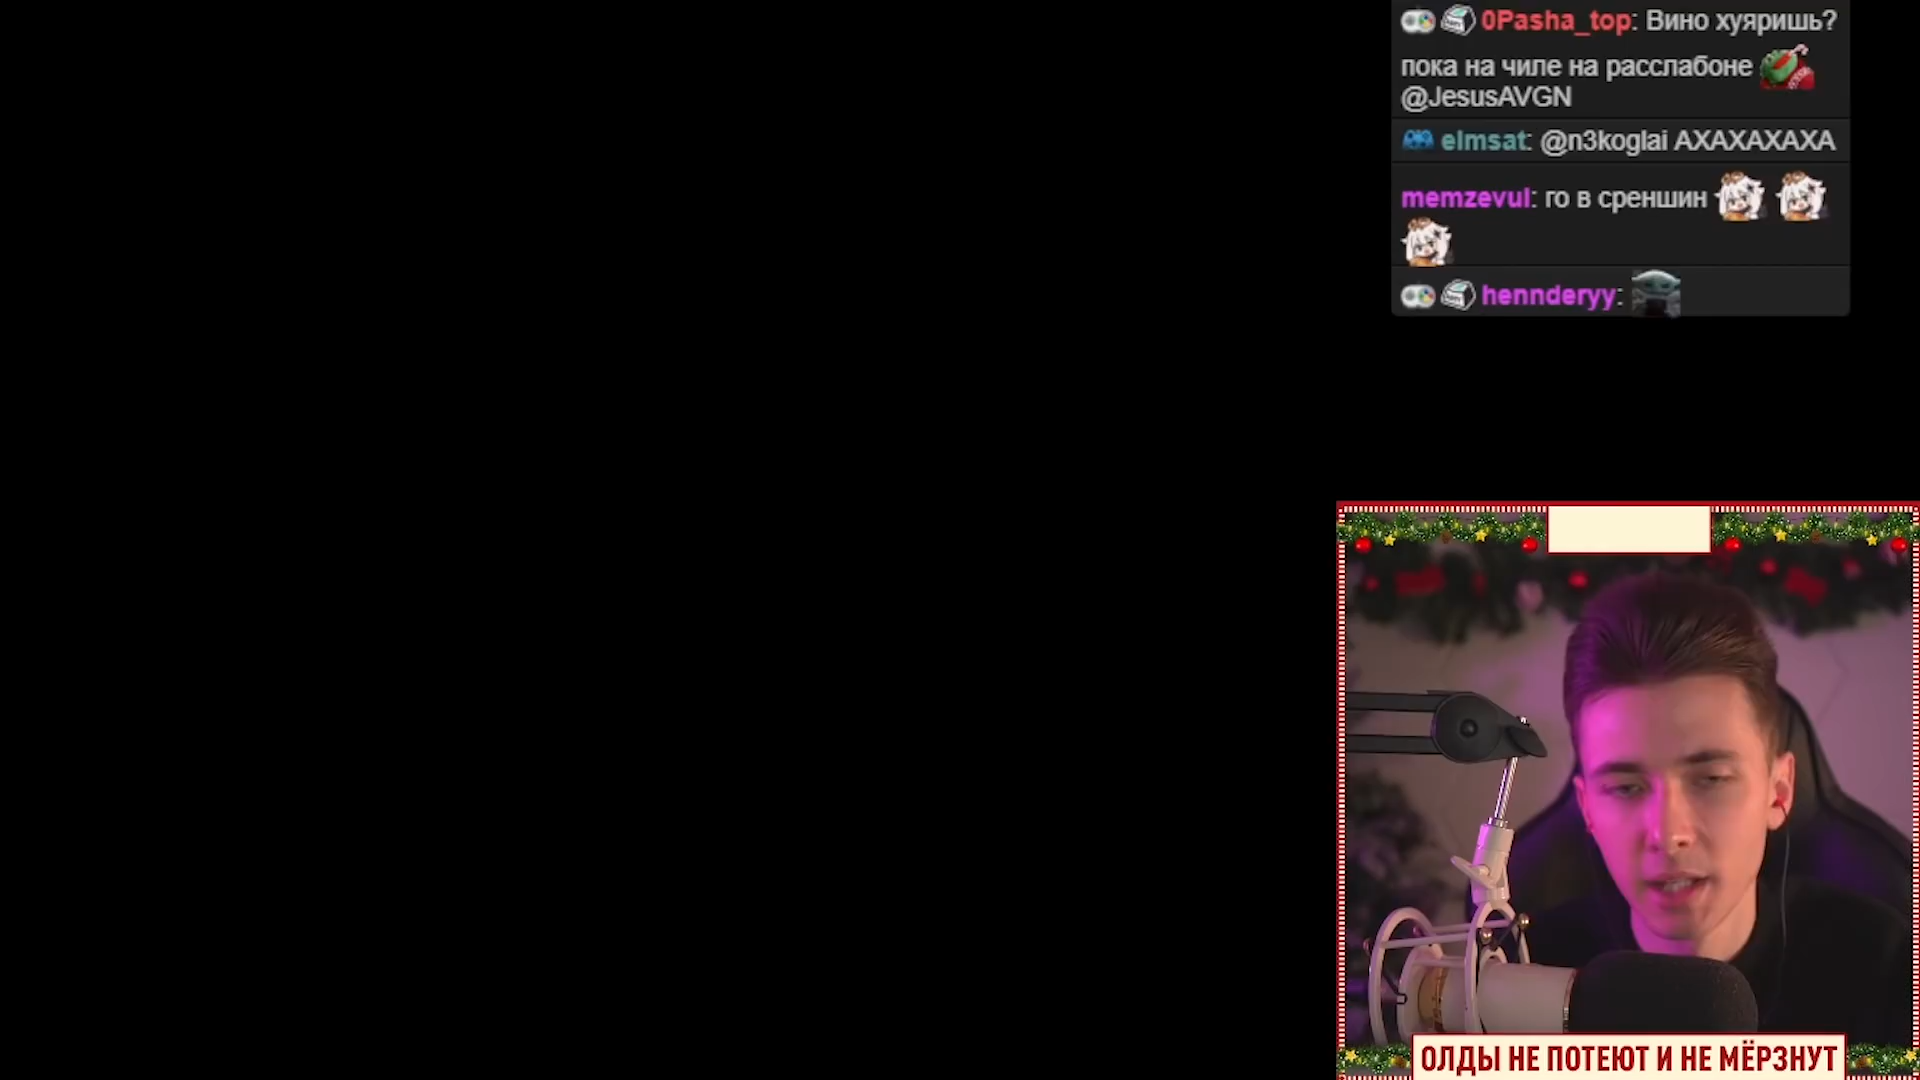 0Pasha_top: Вино хуяришь?
пока на чиле на расслабоне
@JesusAVGN
elmsat: @n3koglai АХАХАХАХА
memzevul: го в среншин
hennderyy:
ОЛДЫ НЕ ПОТЕЮТ И НЕ МЁРЗНУТ